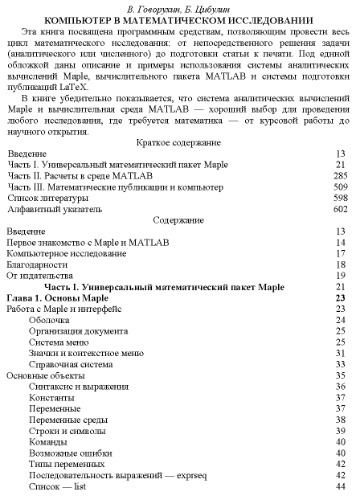 В. Говорухин, Б. Цибулин
КОМПЬЮТЕР В МАТЕМАТИЧЕСКОМ ИССЛЕДОВАНИИ
Эта книга посвящена программным средствам, позволяющим провести весь
цикл математического исследования: от непосредственного решения задачи
(аналитического или численного) до подготовки статьи к печати. Под единой
обложкой даны описание и примеры использования системы аналитических
вычислений Maple, вычислительного пакета MATLAB и системы подготовки
публикаций LaTeX.
В книге убедительно показывается, что система аналитических вычислений
Maple и вычислительная среда MATLAB — хороший выбор для проведения
любого исследования, где требуется математика — от курсовой работы до
научного открытия.
Краткое содержание
Введение 13
Часть I. Универсальный математический пакет Maple 21
Часть II. Расчеты в среде MATLAB 285
Часть III. Математические публикации и компьютер 509
Список литературы 598
Алфавитный указатель 602
Содержание
Введение 13
Первое знакомство с Maple и MATLAB 14
Компьютерное исследование 17
Благодарности 18
От издательства 19
Часть I. Универсальный математический пакет Maple 21
Глава 1. Основы Maple 23
Работа с Maple и интерфейс 23
Оболочка 24
Организация документа 25
Система меню 25
Значки и контекстное меню 31
Справочная система 33
Основные объекты 35
Синтаксис и выражения 36
Константы 37
Переменные 37
Переменные среды 38
Строки и символы 39
Команды 40
Возможные ошибки 40
Типы переменных 42
Последовательность выражений — exprseq 42
Список — list 44